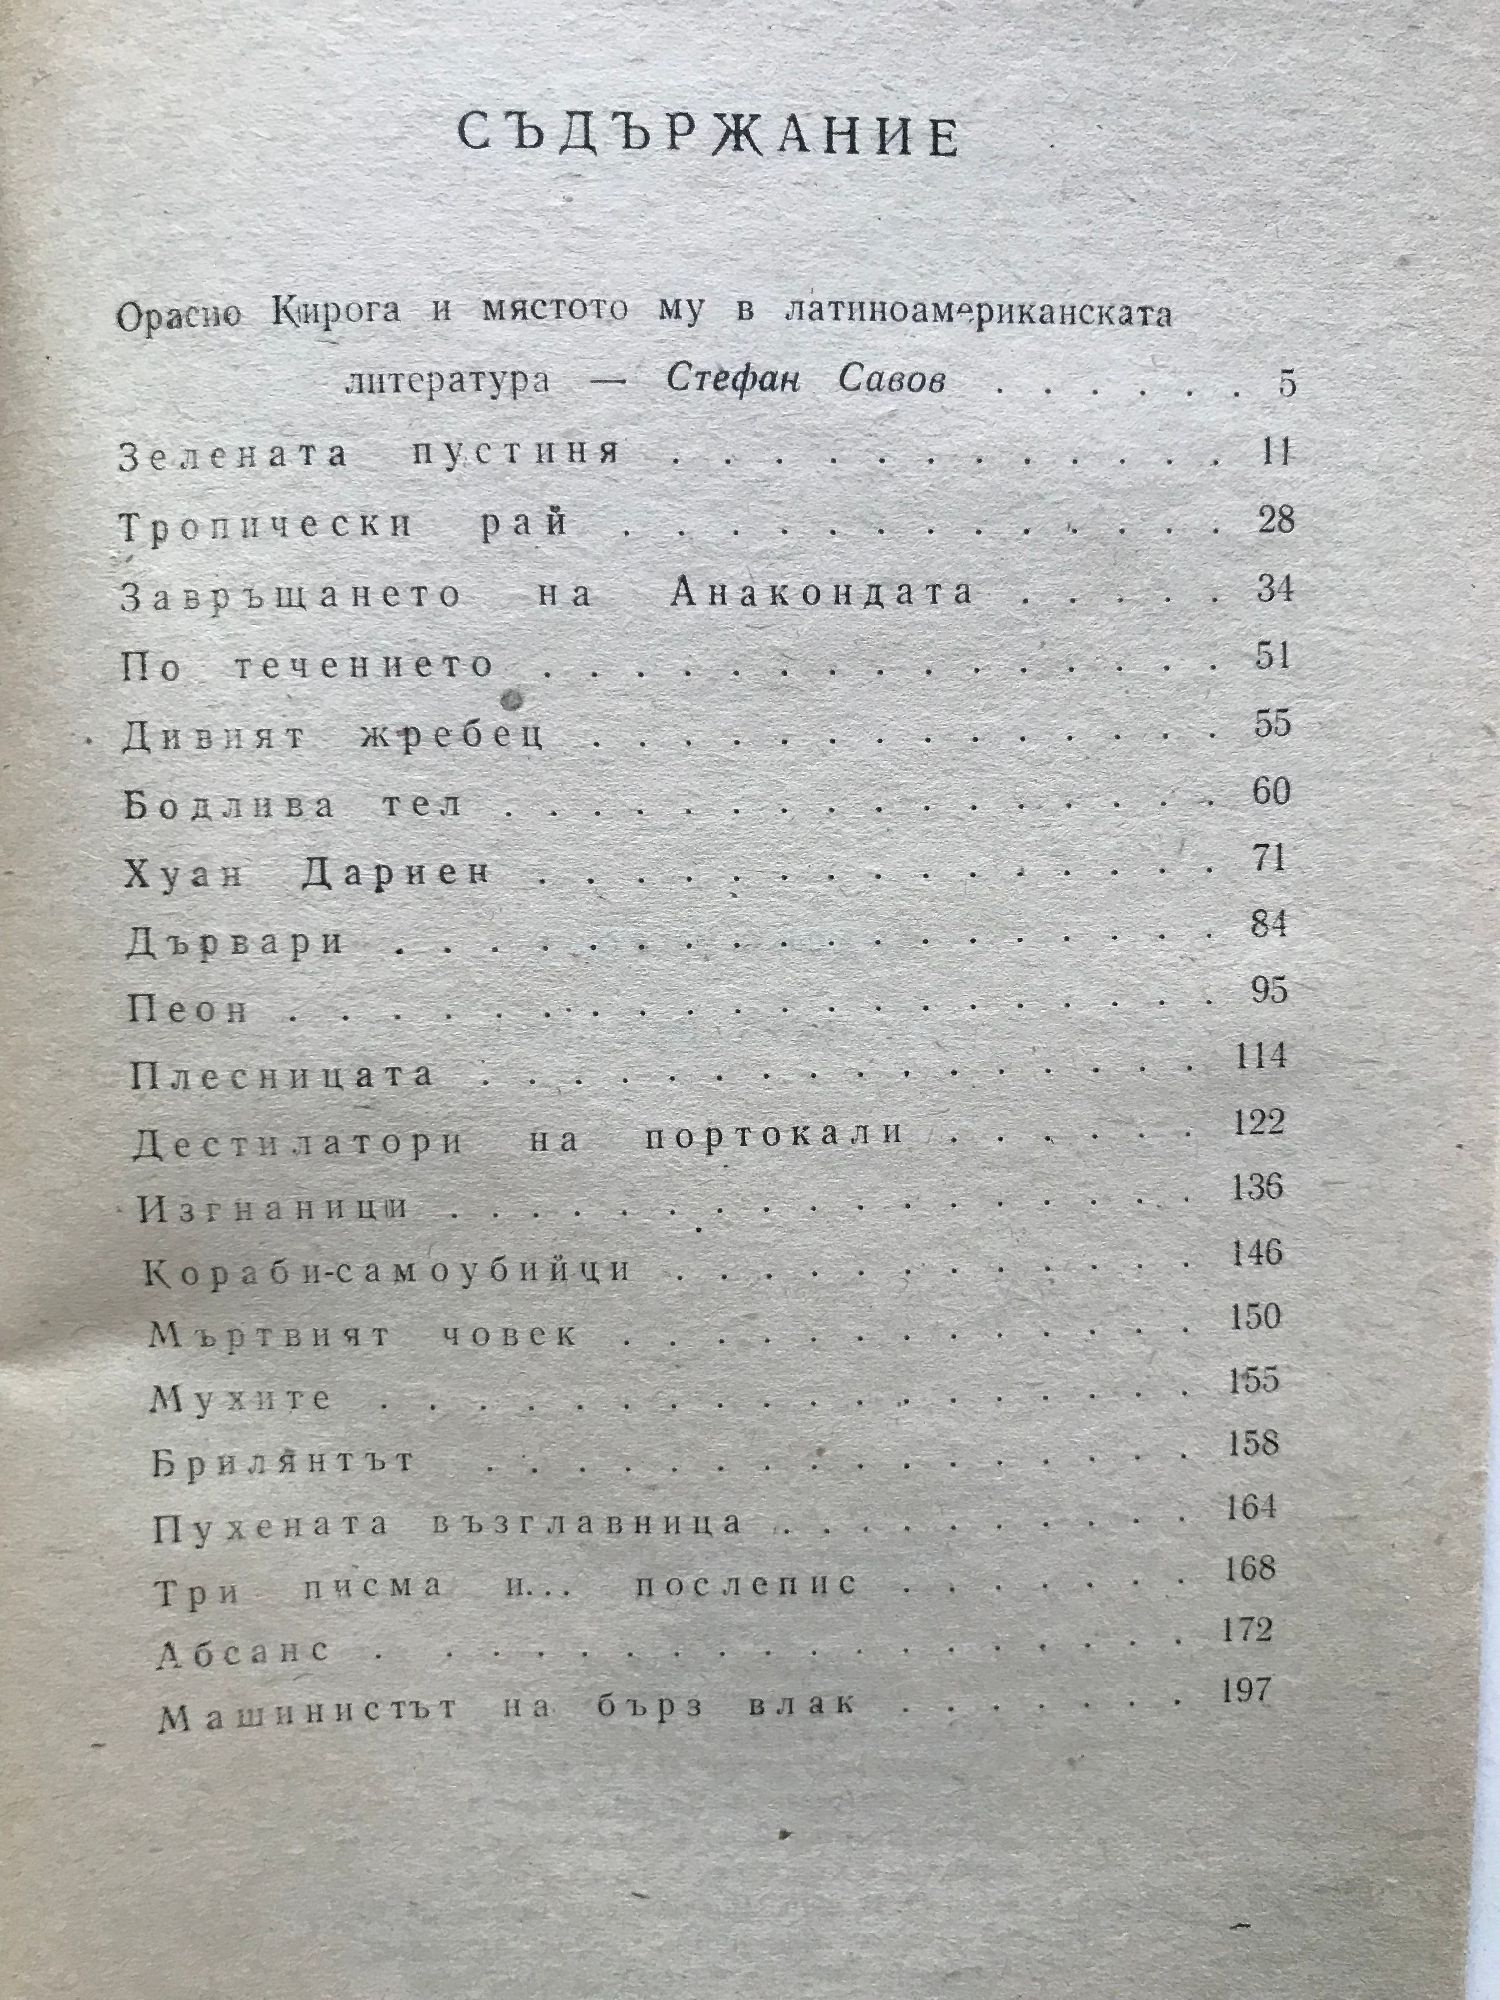 СЪДЪРЖАНИЕ
Орасио Кирога и мястото му в латиноамериканската
литература — Стефан Савов . . . . . . 5
Зелената пустиня . . . . . . . . . . . . 11
Тропически рай . . . . . . . . . . . . . 28
Завръщането на Анакондата . . . . . 34
По течението . . . . . . . . . . . . . . 51
Дивият жребец . . . . . . . . . . . . . . 55
Бодлива тел . . . . . . . . . . . . . . . 60
Хуан Дариен . . . . . . . . . . . . . . . 71
Дървари . . . . . . . . . . . . . . . . . 84
Пеон . . . . . . . . . . . . . . . . . . . 95
Плесницата . . . . . . . . . . . . . . . . 114
Дестилатори на портокали . . . . . . 122
Изгнаници . . . . . . . . . . . . . . . . 136
Кораби-самоубийци . . . . . . . . . . . 146
Мъртвият човек . . . . . . . . . . . . . 150
Мухите . . . . . . . . . . . . . . . . . . 155
Брилянтът . . . . . . . . . . . . . . . . 158
Пухената възглавница . . . . . . . . . 164
Три писма и... послепис . . . . . . . 168
Абсанс . . . . . . . . . . . . . . . . . . 172
Машинистът на бърз влак . . . . . . . 197